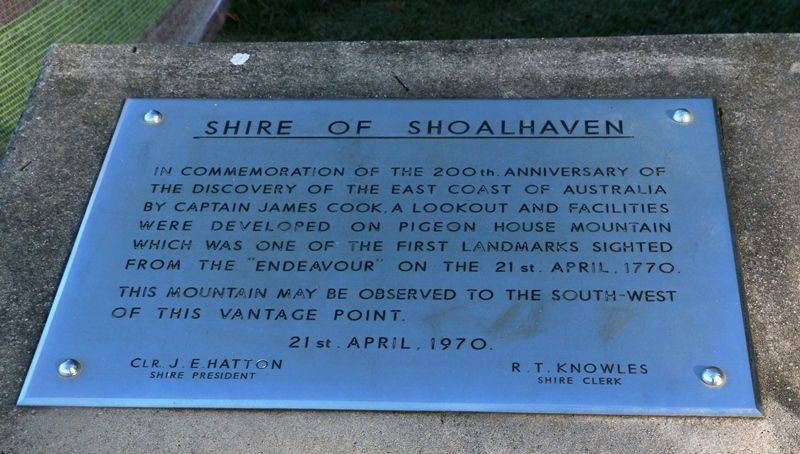 SHIRE OF SHOALHAVEN
IN COMMEMORATION OF THE 200th. ANNIVERSARY OF
THE DISCOVERY OF THE EAST COAST OF AUSTRALIA
BY CAPTAIN JAMES COOK, A LOOKOUT AND FACILITIES
WERE DEVELOPED ON PIGEON HOUSE MOUNTAIN
WHICH WAS ONE OF THE FIRST LANDMARKS SIGHTED
FROM THE "ENDEAVOUR" ON THE 21st. APRIL, 1770.
THIS MOUNTAIN MAY BE OBSERVED TO THE SOUTH-WEST
OF THIS VANTAGE POINT.
21st. APRIL, 1970.
CLR. J. E. HATTON
SHIRE PRESIDENT
R. T. KNOWLES
SHIRE CLERK